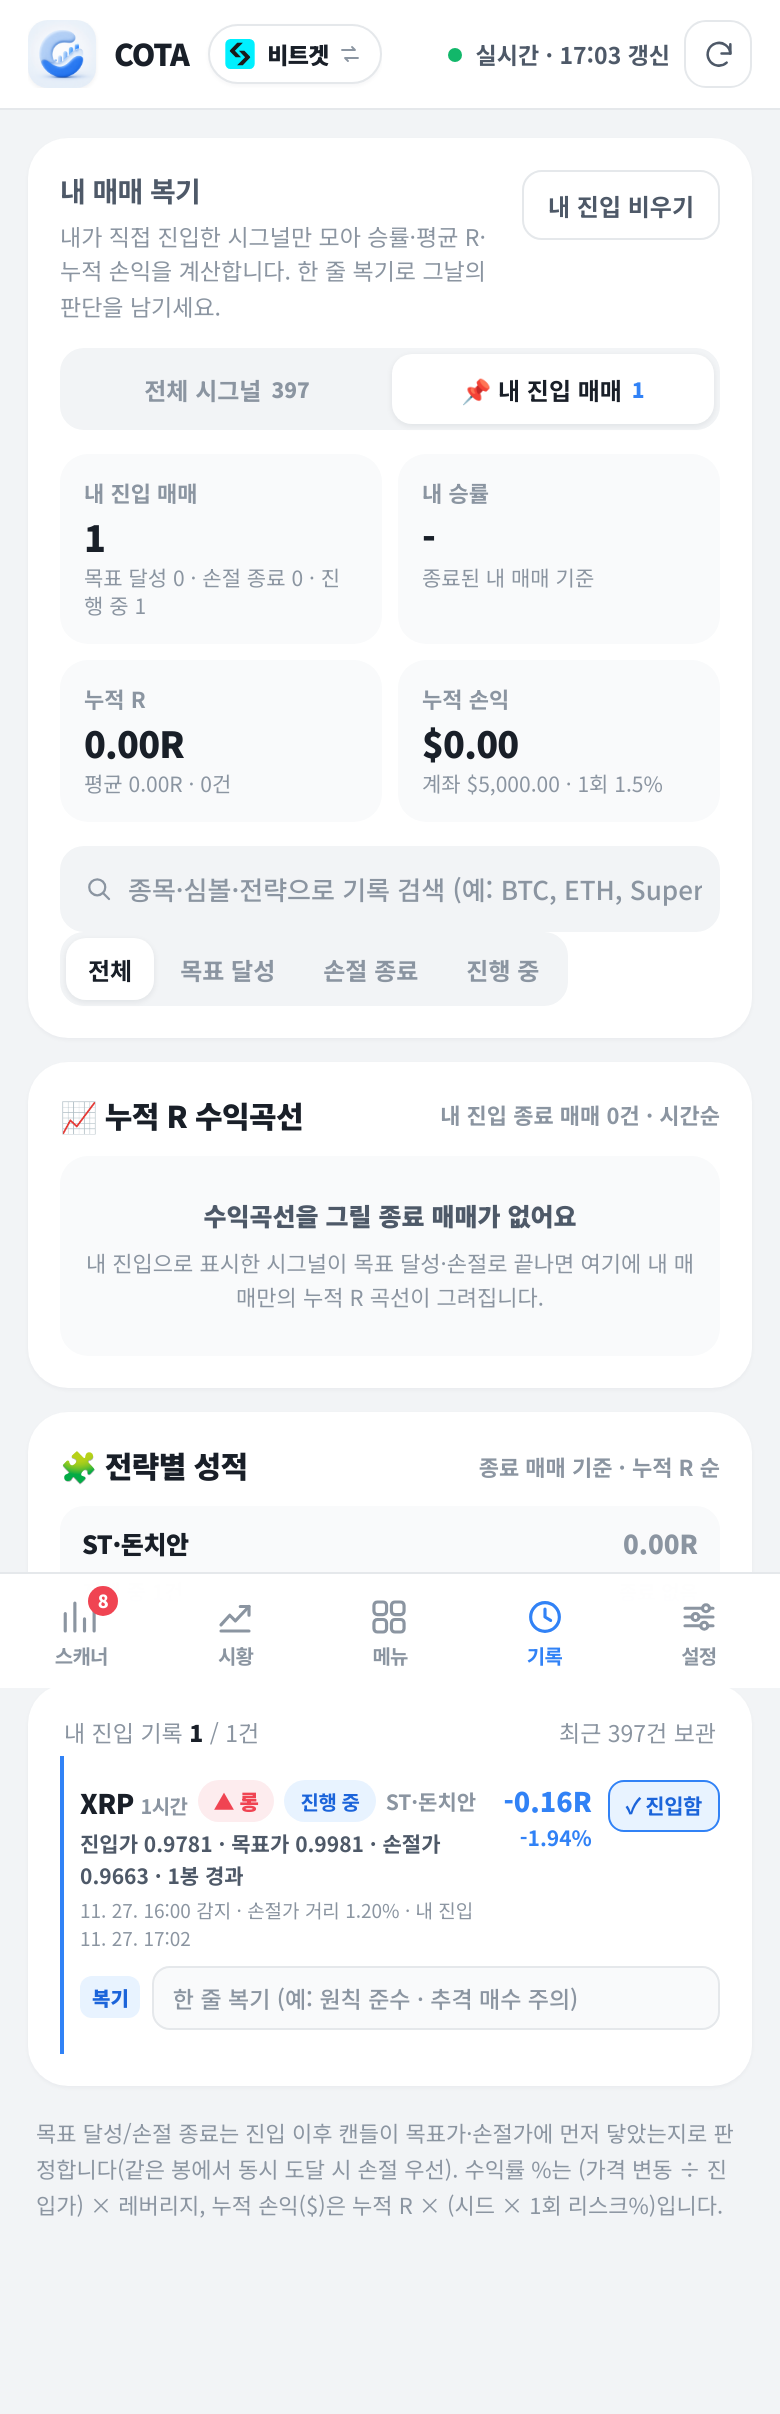 COTA
비트겟
실시간 · 17:03 갱신
내 매매 복기
내 진입 비우기
내가 직접 진입한 시그널만 모아 승률·평균 R·
누적 손익을 계산합니다. 한 줄 복기로 그날의
판단을 남기세요.
전체 시그널 397
📌 내 진입 매매 1
내 진입 매매
1
목표 달성 0 · 손절 종료 0 · 진
행 중 1
내 승률
-
종료된 내 매매 기준
누적 R
0.00R
평균 0.00R · 0건
누적 손익
$0.00
계좌 $5,000.00 · 1회 1.5%
종목·심볼·전략으로 기록 검색 (예: BTC, ETH, Super
전체 목표 달성 손절 종료 진행 중
📈 누적 R 수익곡선
내 진입 종료 매매 0건 · 시간순
수익곡선을 그릴 종료 매매가 없어요
내 진입으로 표시한 시그널이 목표 달성·손절로 끝나면 여기에 내 매
매만의 누적 R 곡선이 그려집니다.
🧩 전략별 성적
종료 매매 기준 · 누적 R 순
ST·돈치안
0.00R
8
스캐너 시황 메뉴 기록 설정
내 진입 기록 1 / 1건
최근 397건 보관
XRP 1시간 ▲ 롱 진행 중 ST·돈치안
-0.16R
-1.94%
✓ 진입함
진입가 0.9781 · 목표가 0.9981 · 손절가
0.9663 · 1봉 경과
11. 27. 16:00 감지 · 손절가 거리 1.20% · 내 진입
11. 27. 17:02
복기
한 줄 복기 (예: 원칙 준수 · 추격 매수 주의)
목표 달성/손절 종료는 진입 이후 캔들이 목표가·손절가에 먼저 닿았는지로 판
정합니다(같은 봉에서 동시 도달 시 손절 우선). 수익률 %는 (가격 변동 ÷ 진
입가) × 레버리지, 누적 손익($)은 누적 R × (시드 × 1회 리스크%)입니다.